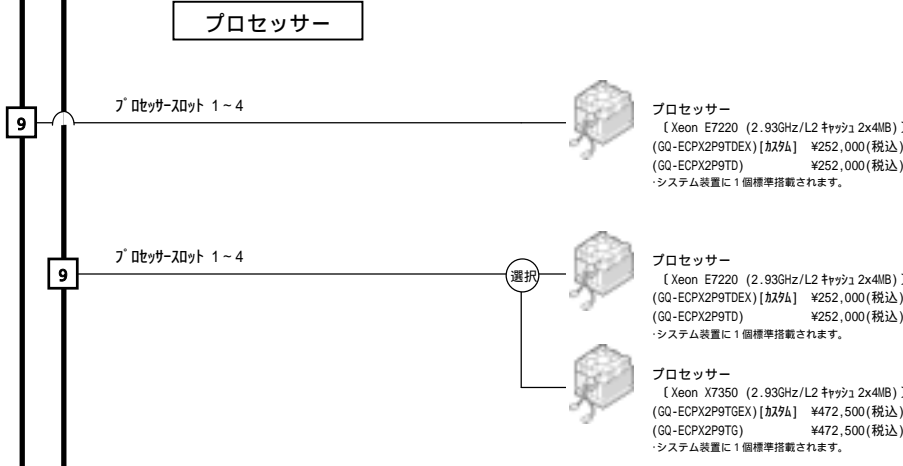 プロセッサー
9
プロセッサースロット 1~4
プロセッサー
〔Xeon E7220 (2.93GHz/L2 キャッシュ 2x4MB)〕
(GQ-ECPX2P9TDEX)[カスタム] ¥252,000(税込)
(GQ-ECPX2P9TD) ¥252,000(税込)
・システム装置に1個標準搭載されます。
9
プロセッサースロット 1~4
選択
プロセッサー
〔Xeon E7220 (2.93GHz/L2 キャッシュ 2x4MB)〕
(GQ-ECPX2P9TDEX)[カスタム] ¥252,000(税込)
(GQ-ECPX2P9TD) ¥252,000(税込)
・システム装置に1個標準搭載されます。
プロセッサー
〔Xeon X7350 (2.93GHz/L2 キャッシュ 2x4MB)〕
(GQ-ECPX2P9TGEX)[カスタム] ¥472,500(税込)
(GQ-ECPX2P9TG) ¥472,500(税込)
・システム装置に1個標準搭載されます。